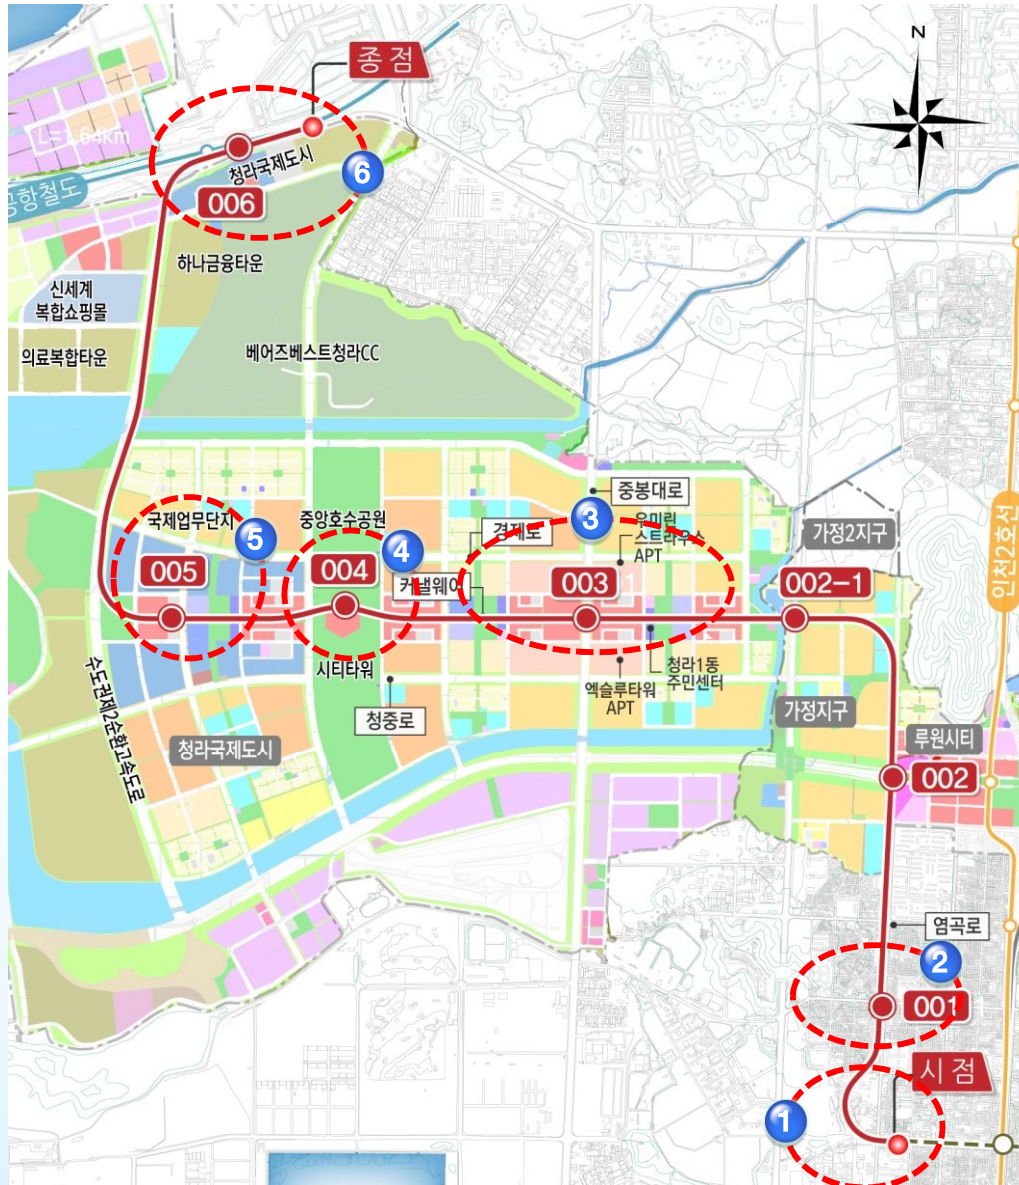 N
종 점
L=1.64Km
청라국제도시
6
006
공항철도
하나금융타운
신세계
복합쇼핑몰
의료복합타운
베어즈베스트청라CC
중봉대로
국제업무단지
5
중앙호수공원
4
경제로
3
우미린
스트라우스
APT
가정2지구
인천2호선
005
004
커낼웨이
003
002-1
시티타워
청라1동
주민센터
엑슬루타워
APT
수도권제2순환고속도로
청라국제도시
청중로
가정지구
루원시티
002
염곡로
2
001
시 점
1